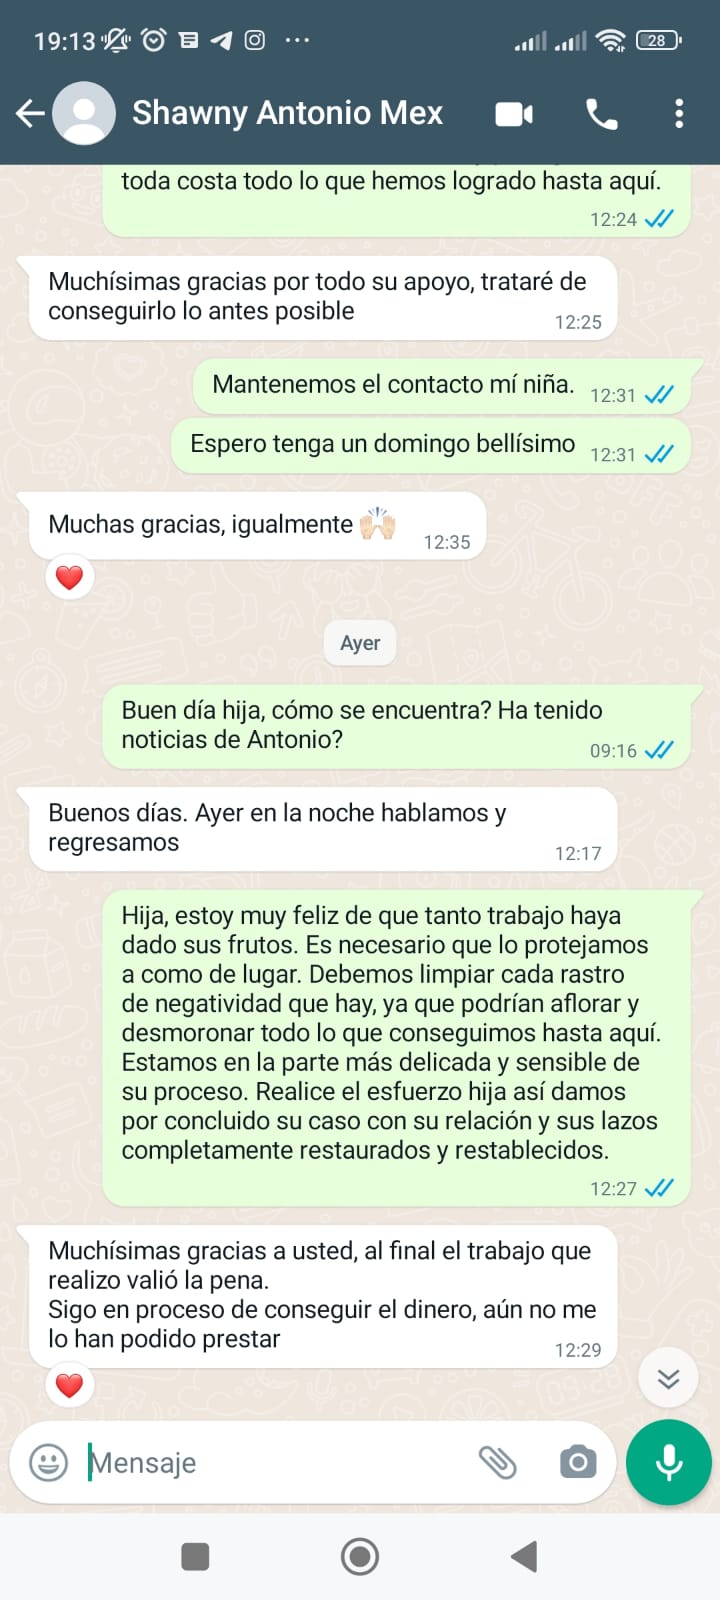 19:13
28
Shawny Antonio Mex
toda costa todo lo que hemos logrado hasta aquí.
12:24
Muchísimas gracias por todo su apoyo, trataré de
conseguirlo lo antes posible
12:25
Mantenemos el contacto mí niña.
12:31
Espero tenga un domingo bellísimo
12:31
Muchas gracias, igualmente 🙌🏻
12:35
Ayer
Buen día hija, cómo se encuentra? Ha tenido
noticias de Antonio?
09:16
Buenos días. Ayer en la noche hablamos y
regresamos
12:17
Hija, estoy muy feliz de que tanto trabajo haya
dado sus frutos. Es necesario que lo protejamos
a como de lugar. Debemos limpiar cada rastro
de negatividad que hay, ya que podrían aflorar y
desmoronar todo lo que conseguimos hasta aquí.
Estamos en la parte más delicada y sensible de
su proceso. Realice el esfuerzo hija así damos
por concluido su caso con su relación y sus lazos
completamente restaurados y restablecidos.
12:27
Muchísimas gracias a usted, al final el trabajo que
realizo valió la pena.
Sigo en proceso de conseguir el dinero, aún no me
lo han podido prestar
12:29
Mensaje